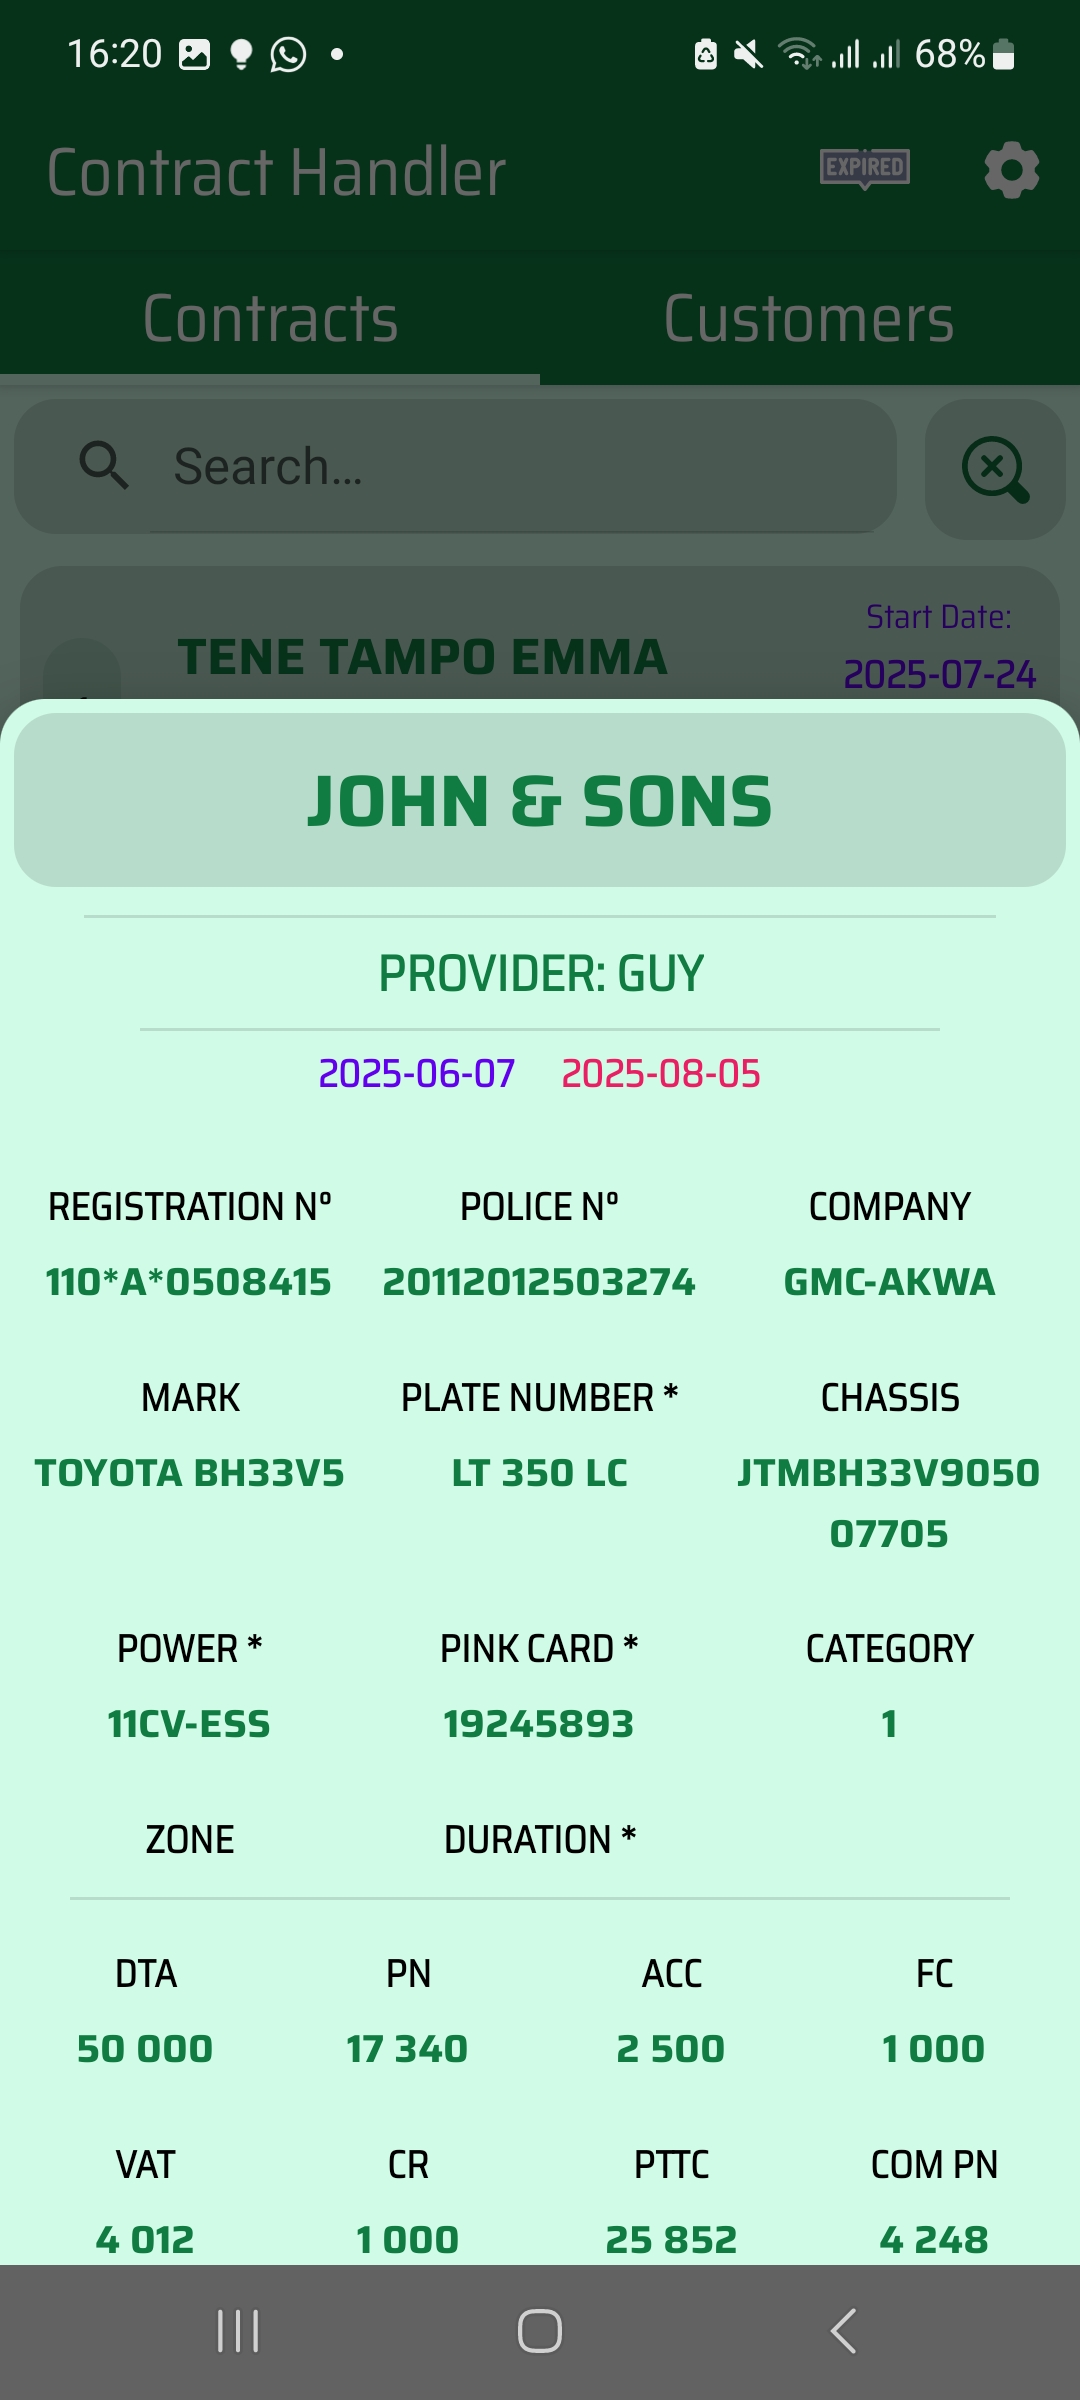 16:20 68%
Contract Handler EXPIRED
Contracts Customers
Search...
Start Date:
TENE TAMPO EMMA
2025-07-24
JOHN & SONS
PROVIDER: GUY
2025-06-07 2025-08-05
REGISTRATION Nº POLICE Nº COMPANY
110*A*0508415 20112012503274 GMC-AKWA
MARK PLATE NUMBER * CHASSIS
TOYOTA BH33V5 LT 350 LC JTMBH33V9050
07705
POWER * PINK CARD * CATEGORY
11CV-ESS 19245893 1
ZONE DURATION *
DTA PN ACC FC
50 000 17 340 2 500 1 000
VAT CR PTTC COM PN
4 012 1 000 25 852 4 248